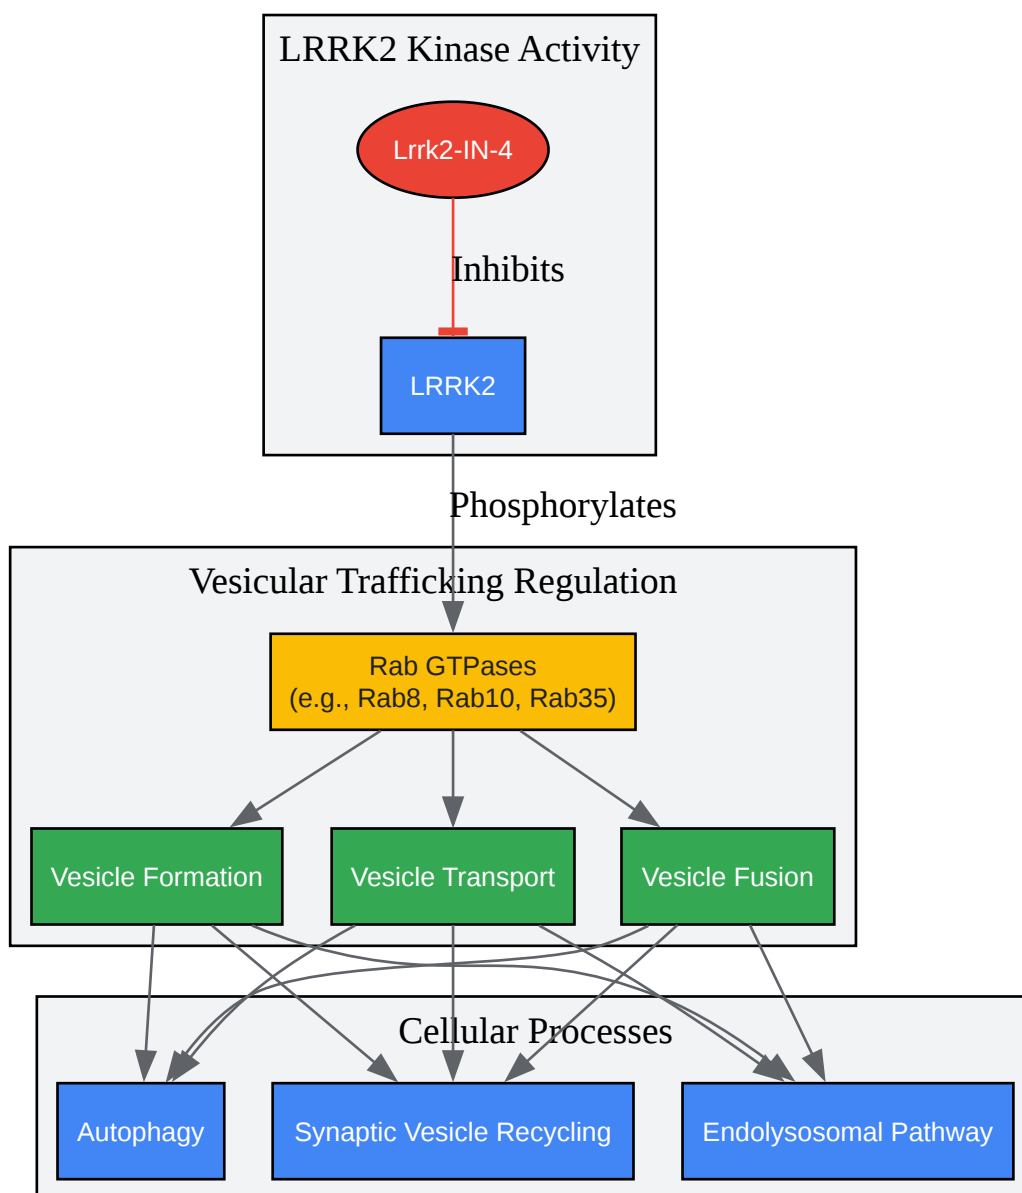 LRRK2 Kinase Activity
Lrrk2-IN-4
Inhibits
LRRK2
Phosphorylates
Vesicular Trafficking Regulation
Rab GTPases
(e.g., Rab8, Rab10, Rab35)
Vesicle Formation
Vesicle Transport
Vesicle Fusion
Cellular Processes
Autophagy
Synaptic Vesicle Recycling
Endolysosomal Pathway